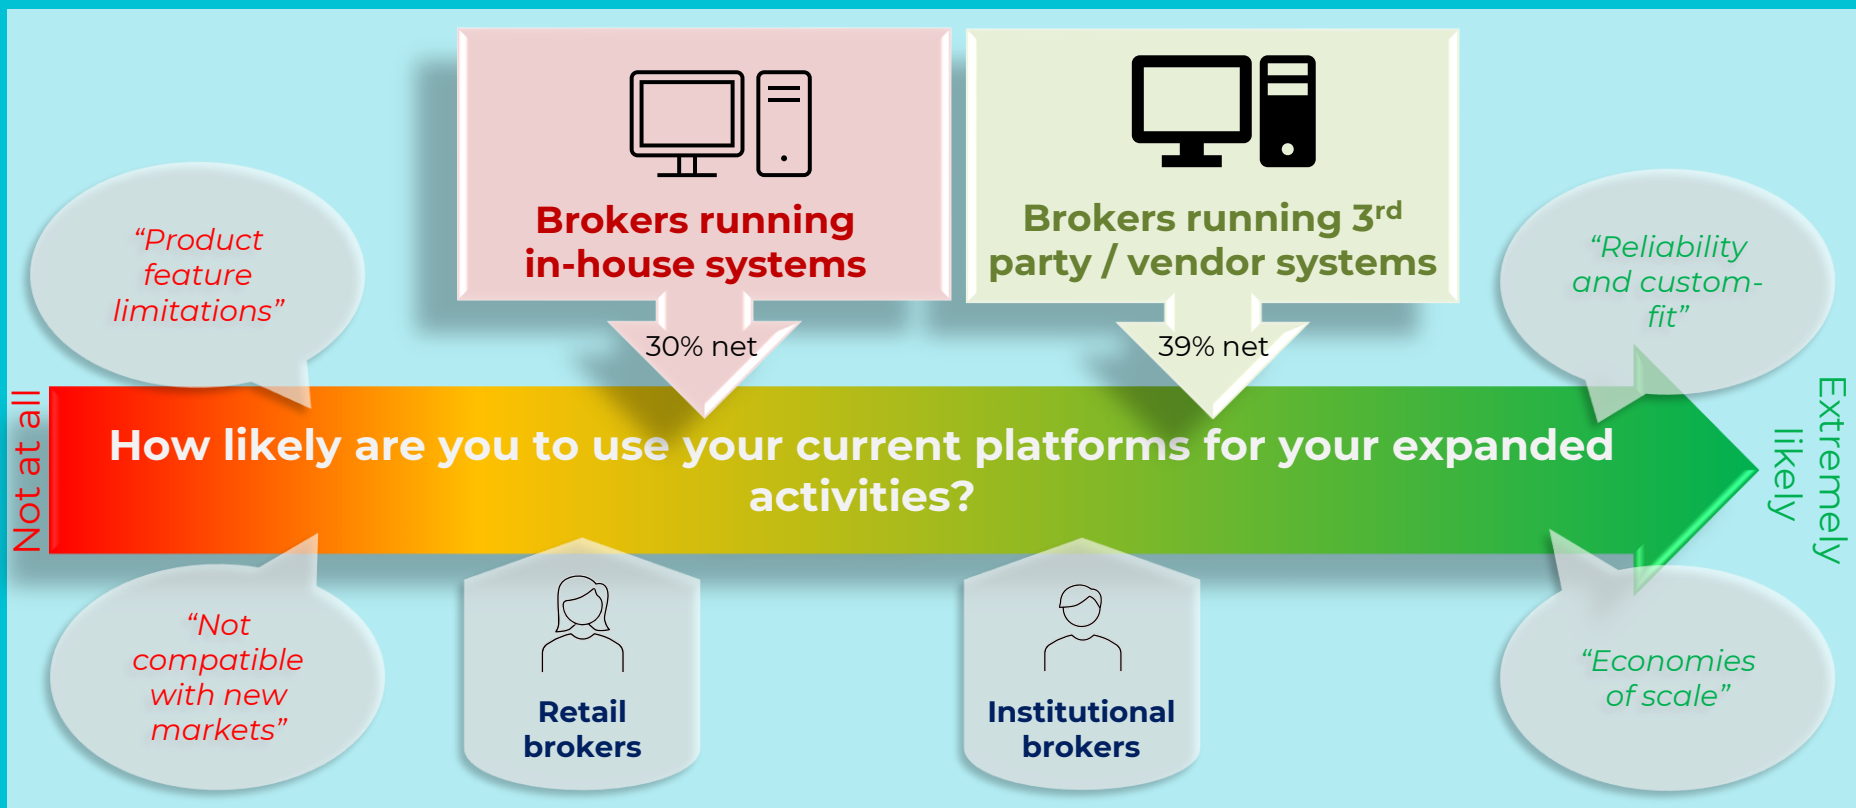 Brokers running
in-house systems
30% net
Brokers running 3rd
party / vendor systems
39% net
“Product
feature
limitations”
“Reliability
and custom-
fit”
Not at all
How likely are you to use your current platforms for your expanded
activities?
Extremely
likely
“Not
compatible
with new
markets”
Retail
brokers
Institutional
brokers
“Economies
of scale”